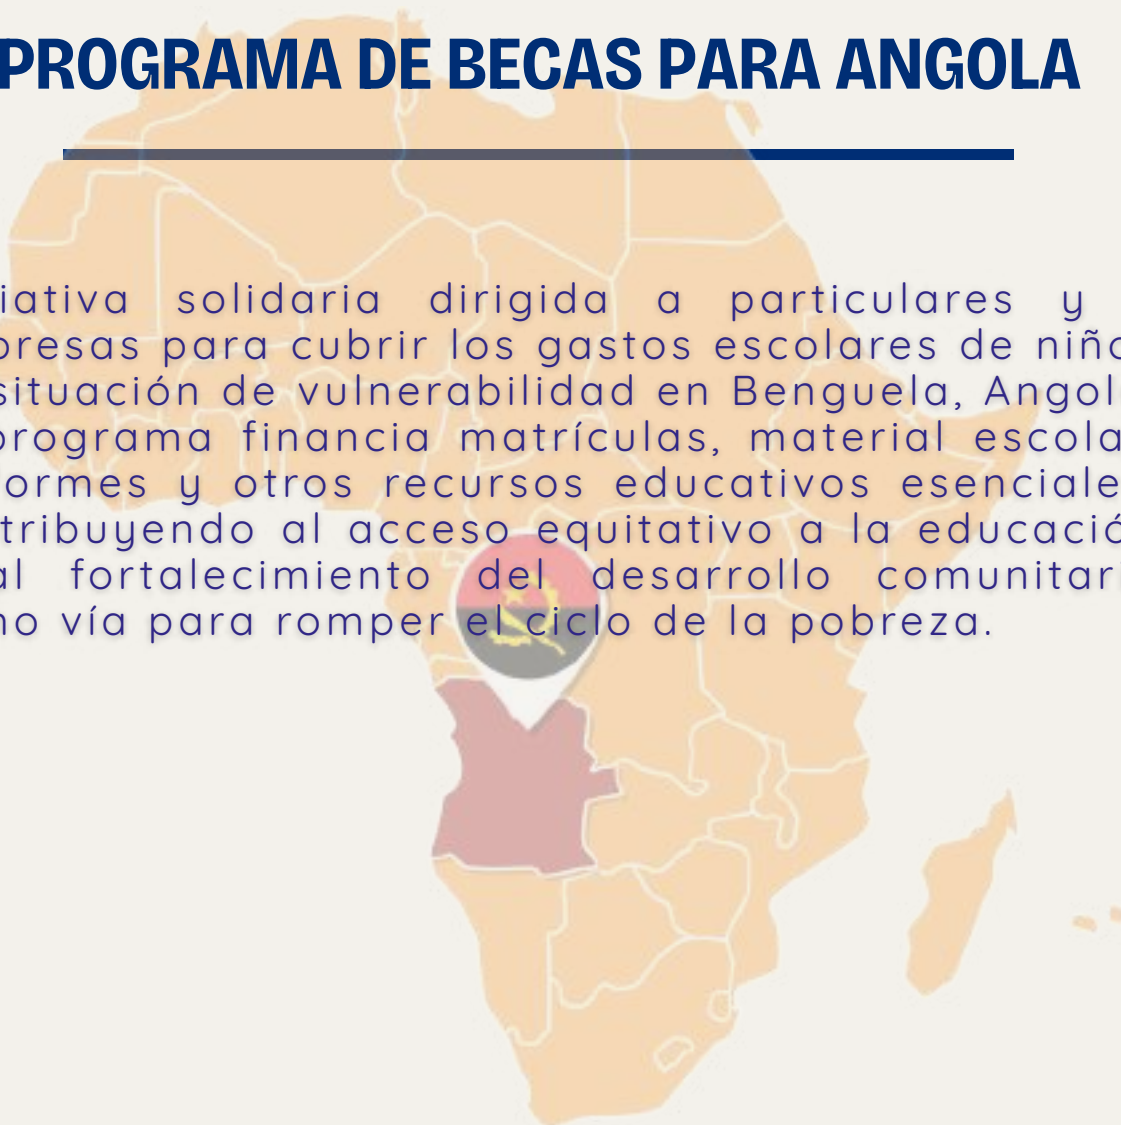 PROGRAMA DE BECAS PARA ANGOLA
iativa solidaria dirigida a particulares y
presas para cubrir los gastos escolares de niño
situación de vulnerabilidad en Benguela, Angol
programa financia matrículas, material escola
ormes y otros recursos educativos esenciale
tribuyendo al acceso equitativo a la educació
al fortalecimiento del desarrollo comunitari
no vía para romper el ciclo de la pobreza.